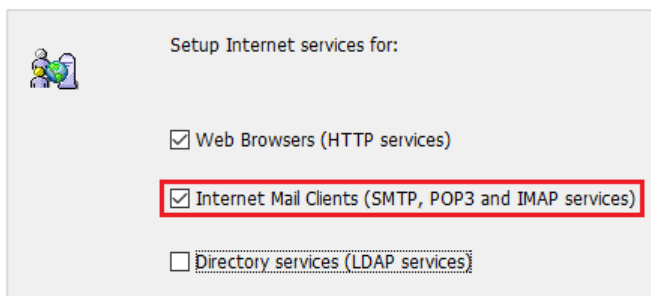 Setup Internet services for:
Web Browsers (HTTP services)
Internet Mail Clients (SMTP, POP3 and IMAP services)
Directory services (LDAP services)